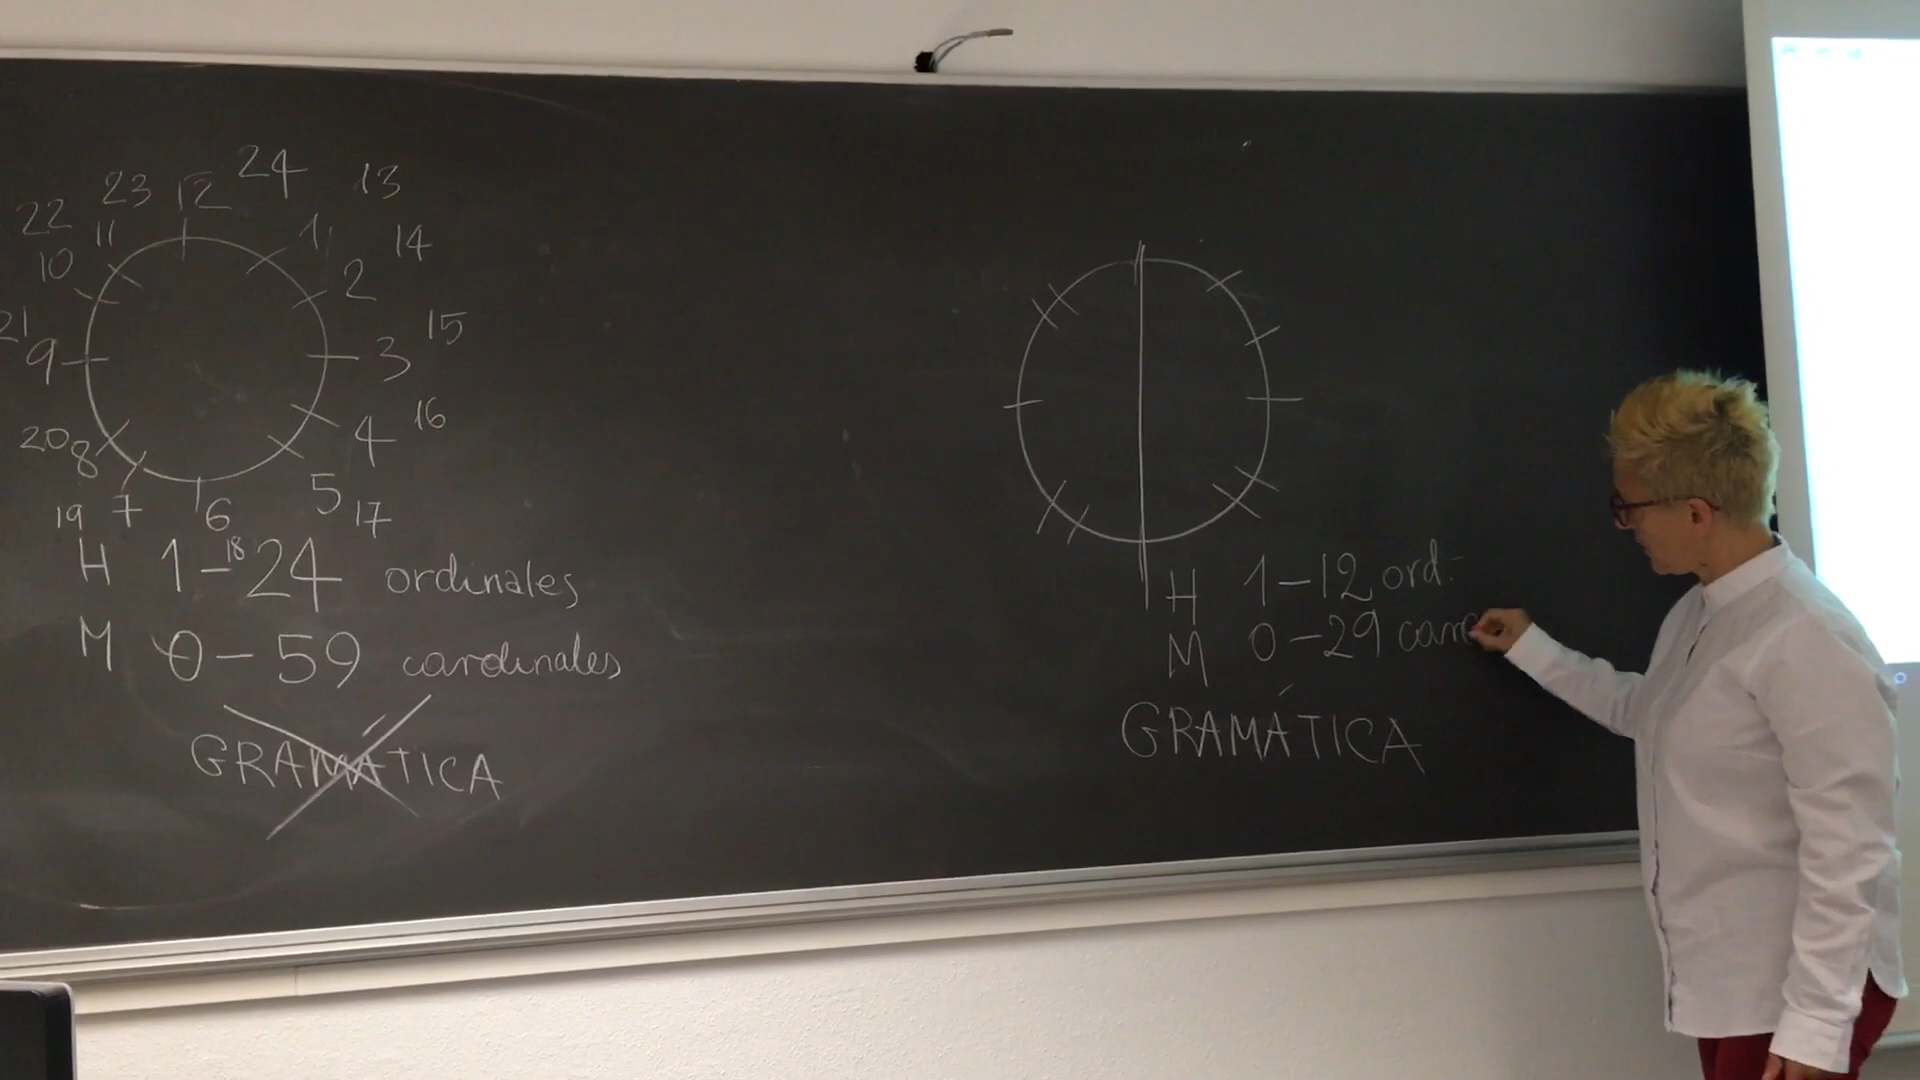 24
23 12 13
22 11 1 14
10 2
21 15
9 3
16
20 8 4
19 7 6 5 17
18
H 1-24 ordinales
M 0-59 cardinales
GRAMÁTICA
H 1-12 ord.
M 0-29 card
GRAMÁTICA